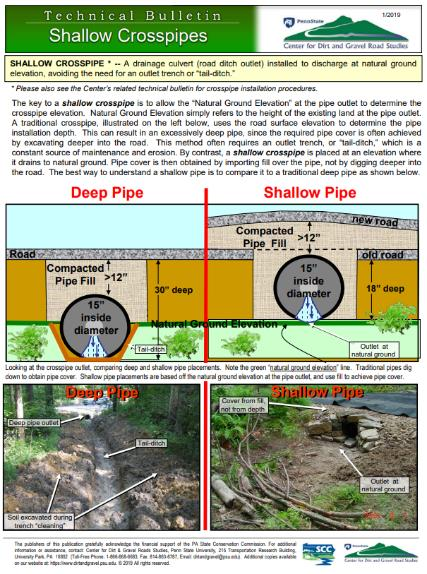 Technical Bulletin
Shallow Crosspipes
PennState
1/2019
Center for Dirt and Gravel Road Studies
SHALLOW CROSSPIPE * -- A drainage culvert (road ditch outlet) installed to discharge at natural ground
elevation, avoiding the need for an outlet trench or "tail-ditch."
* Please also see the Center's related technical bulletin for crosspipe installation procedures.
The key to a shallow crosspipe is to allow the "Natural Ground Elevation" at the pipe outlet to determine the
crosspipe elevation. Natural Ground Elevation simply refers to the height of the existing land at the pipe outlet.
A traditional crosspipe, illustrated on the left below, uses the road surface elevation to determine the pipe
installation depth. This can result in an excessively deep pipe, since the required pipe cover is often achieved
by excavating deeper into the road. This method often requires an outlet trench, or "tail-ditch," which is a
constant source of maintenance and erosion. By contrast, a shallow crosspipe is placed at an elevation where
it drains to natural ground. Pipe cover is then obtained by importing fill over the pipe, not by digging deeper into
the road. The best way to understand a shallow pipe is to compare it to a traditional deep pipe as shown below.
Deep Pipe
Shallow Pipe
new road
Compacted
Pipe Fill
>12"
Road
old road
Compacted
Pipe Fill
>12"
30" deep
15"
inside
diameter
18" deep
15"
inside
diameter
Natural Ground Elevation
Tail-ditch
Outlet at
natural ground
Looking at the crosspipe outlet, comparing deep and shallow pipe placements. Note the green "natural ground elevation" line. Traditional pipes dig
down to obtain pipe cover. Shallow pipe placements are based off the natural ground elevation at the pipe outlet, and use fill to achieve pipe cover.
Deep Pipe
Shallow Pipe
Deep pipe outlet
Tail-ditch
Soil excavated during
trench "cleaning"
Cover from fill,
not from depth
Outlet at
natural ground
The publishers of this publication gratefully acknowledge the financial support of the PA State Conservation Commission. For additional
information or assistance, contact: Center for Dirt & Gravel Roads Studies, Penn State University, 215 Transportation Research Building,
University Park, PA 16802 (Toll-Free Phone: 1-866-668-6683, Fax: 814-863-6787, Email: dirtandgravel@psu.edu). Additional copies available
on our website at: https://www.dirtandgravel.psu.edu. © 2019 All rights reserved.
SCC
Center for Dirt and Gravel Road Studies